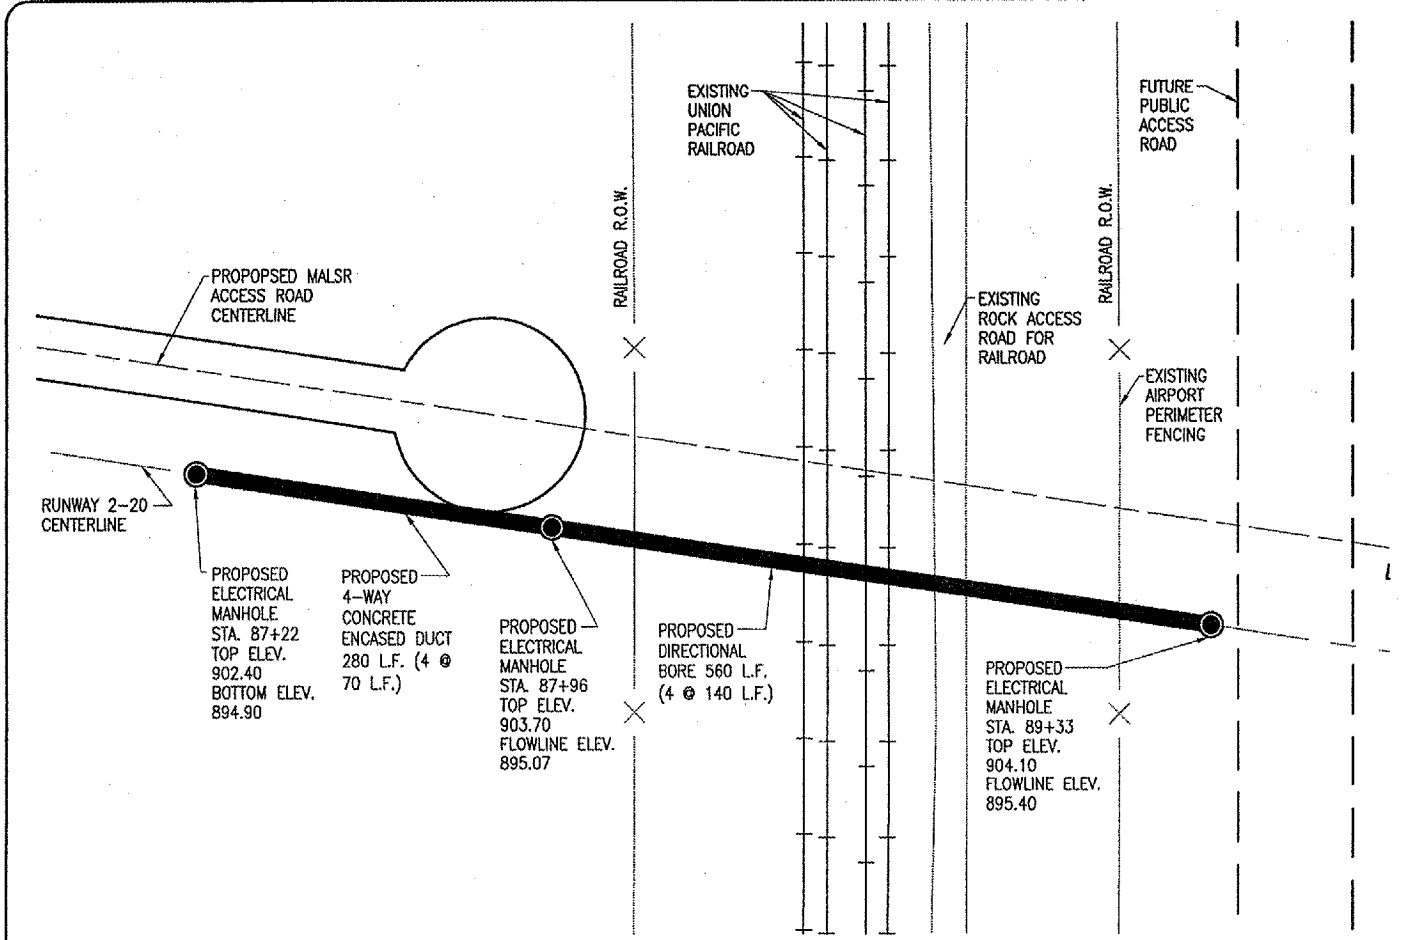 EXISTING
UNION
PACIFIC
RAILROAD
FUTURE
PUBLIC
ACCESS
ROAD
RAILROAD R.O.W.
RAILROAD R.O.W.
PROPOPSED MALSR
ACCESS ROAD
CENTERLINE
EXISTING
ROCK ACCESS
ROAD FOR
RAILROAD
EXISTING
AIRPORT
PERIMETER
FENCING
RUNWAY 2-20
CENTERLINE
PROPOSED
ELECTRICAL
MANHOLE
STA. 87+22
TOP ELEV.
902.40
BOTTOM ELEV.
894.90
PROPOSED
4-WAY
CONCRETE
ENCASED DUCT
280 L.F. (4 @
70 L.F.)
PROPOSED
ELECTRICAL
MANHOLE
STA. 87+96
TOP ELEV.
903.70
FLOWLINE ELEV.
895.07
PROPOSED
DIRECTIONAL
BORE 560 L.F.
(4 @ 140 L.F.)
PROPOSED
ELECTRICAL
MANHOLE
STA. 89+33
TOP ELEV.
904.10
FLOWLINE ELEV.
895.40